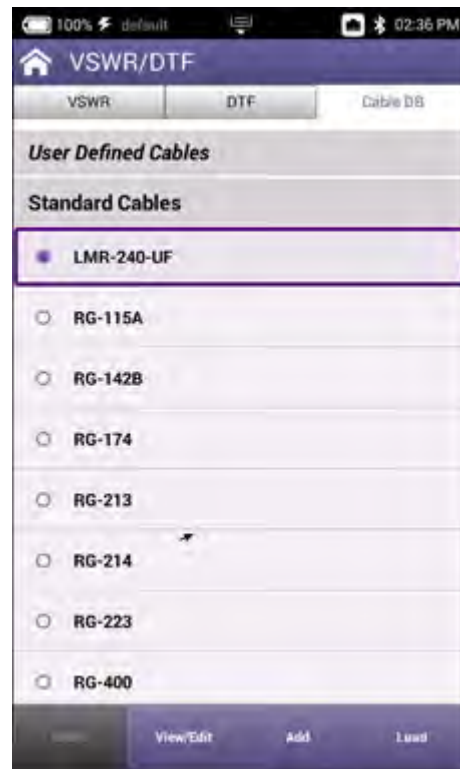 100% default 02:36 PM
VSWR/DTF
VSWR DTF Cable DB
User Defined Cables
Standard Cables
LMR-240-UF
RG-115A
RG-142B
RG-174
RG-213
RG-214
RG-223
RG-400
View/Edit Add Load